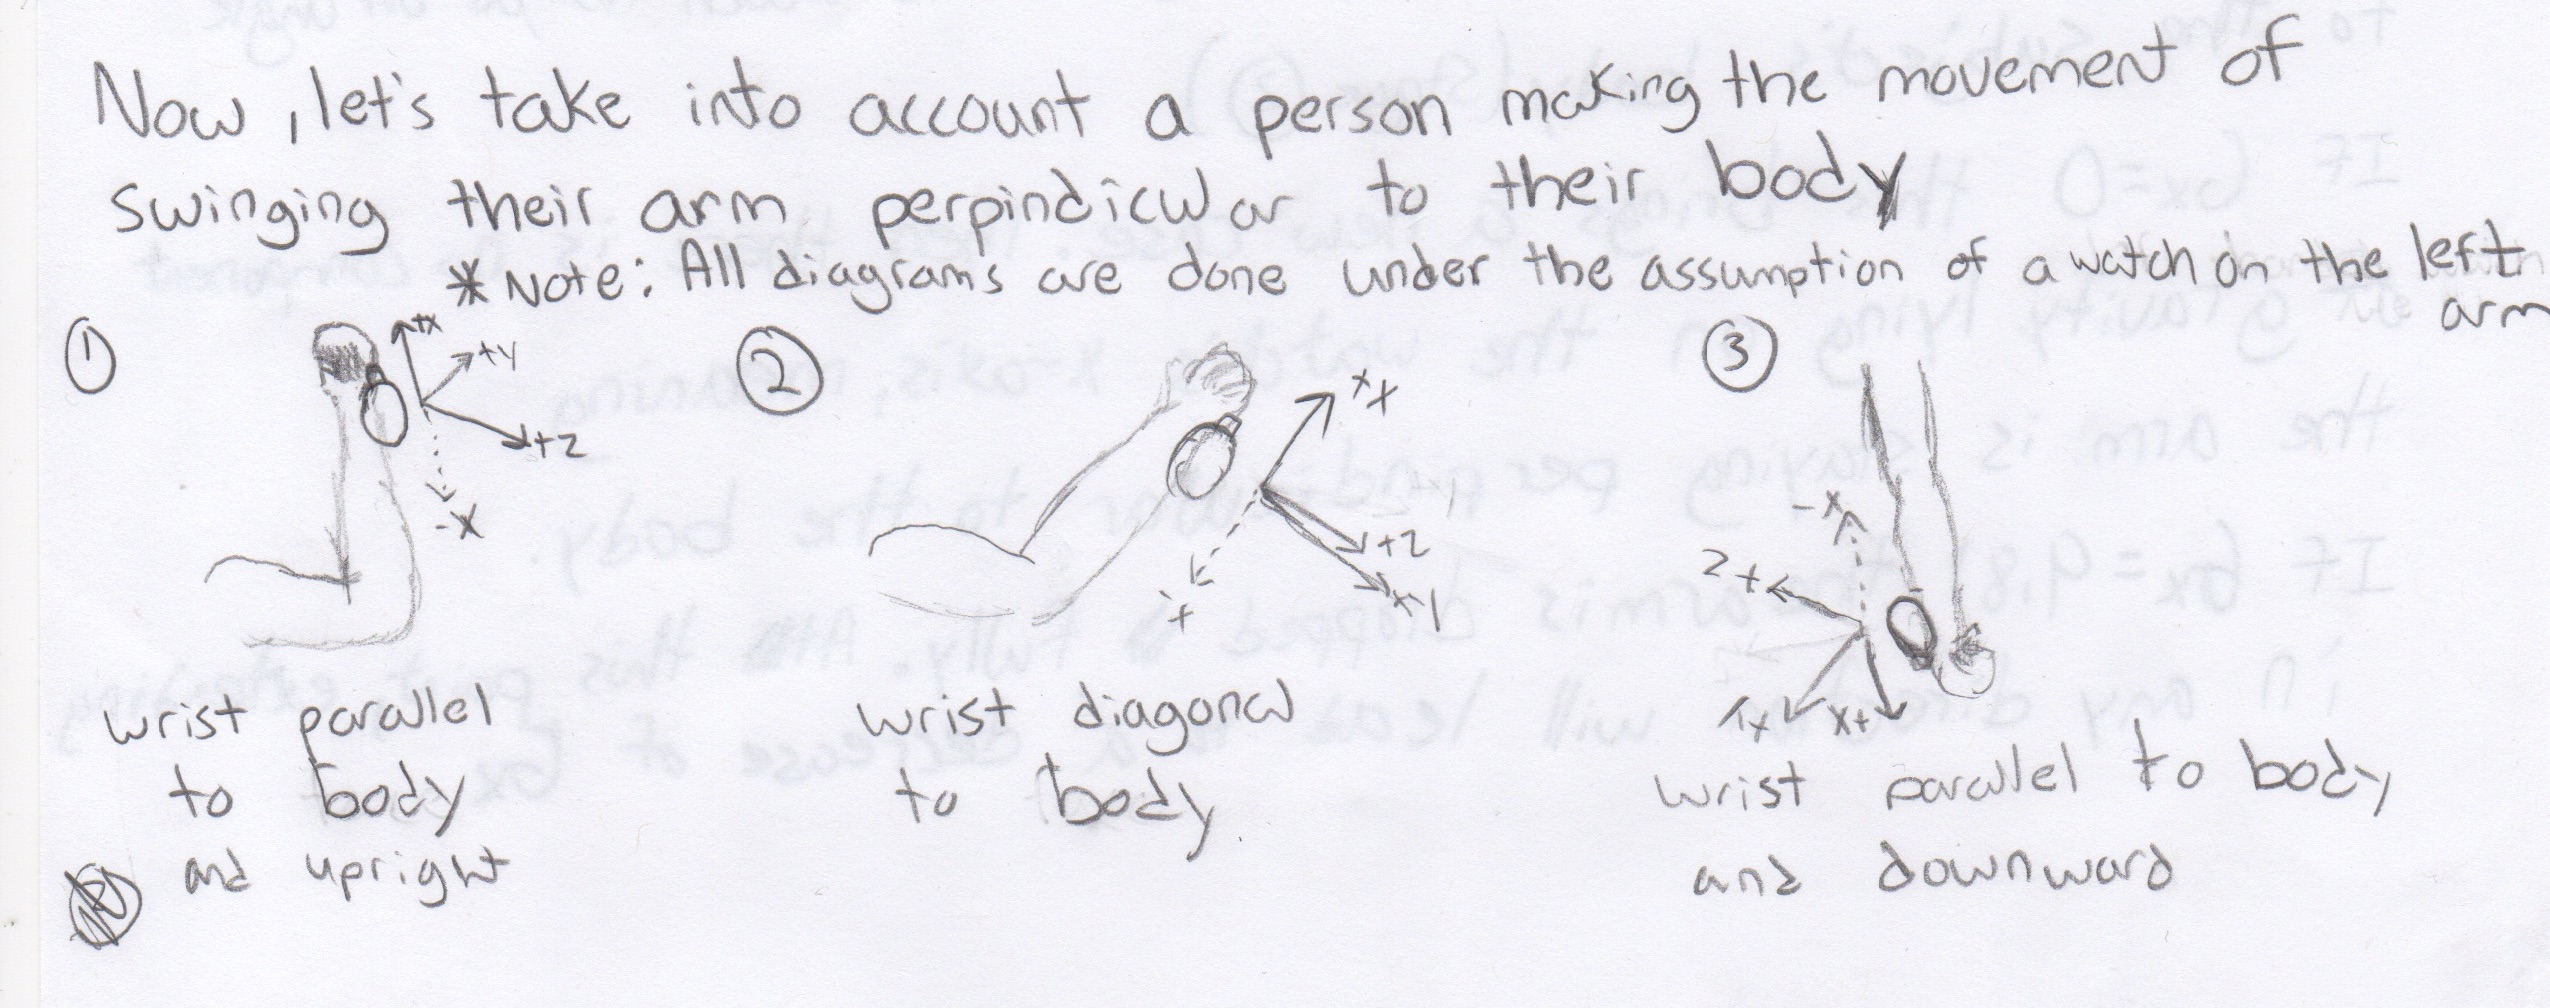 Now, let's take into account a person making the movement of
swinging their arm perpindicular to their body
*Note: All diagrams are done under the assumption of a watch on the left
arm
① ② ③
+x
+y
+z
-x
+x
+z
+y
-x
-x
z+
y+ x+
wrist parallel
to body
and upright
wrist diagonal
to body
wrist parallel to body
and downward